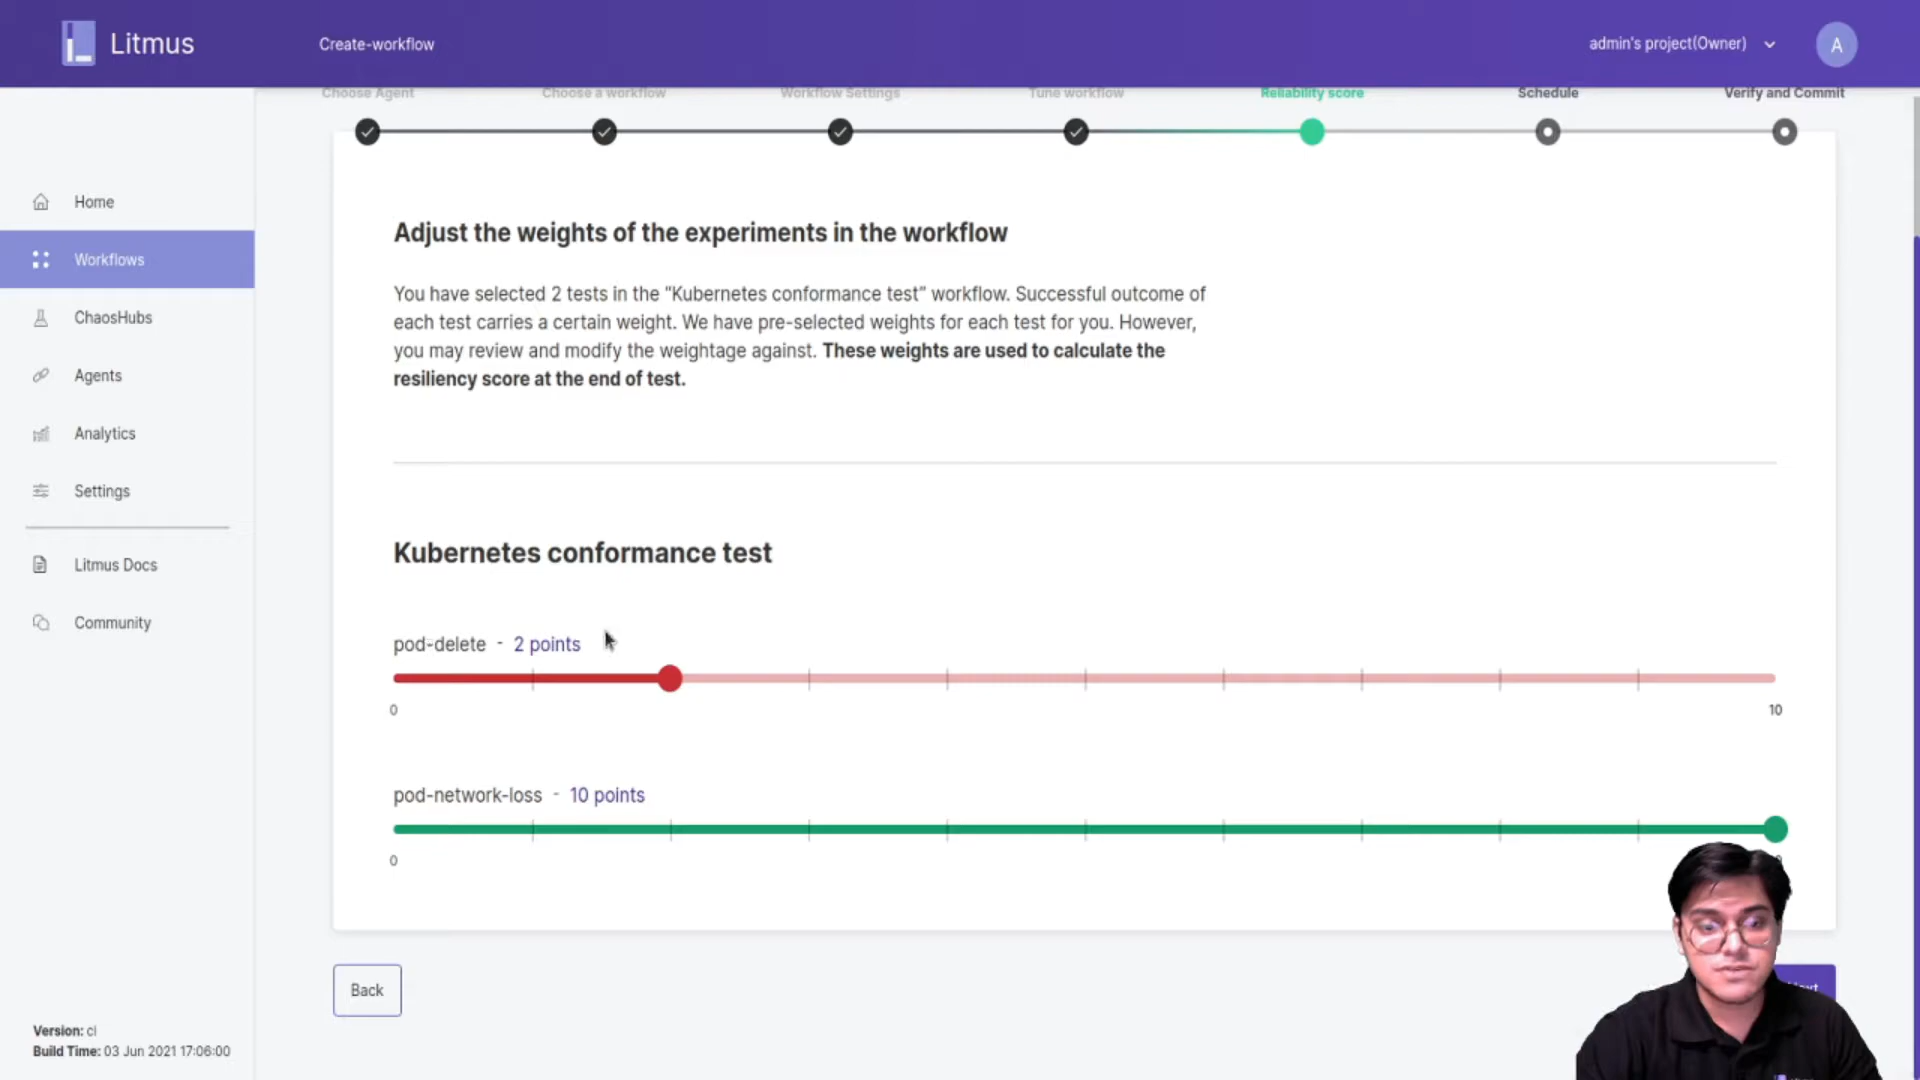 Litmus
Create-workflow
admin's project(Owner)
A
Choose Agent
Choose a workflow
Workflow Settings
Tune workflow
Reliability score
Schedule
Verify and Commit
Home
Workflows
ChaosHubs
Agents
Analytics
Settings
Litmus Docs
Community
Adjust the weights of the experiments in the workflow
You have selected 2 tests in the "Kubernetes conformance test" workflow. Successful outcome of
each test carries a certain weight. We have pre-selected weights for each test for you. However,
you may review and modify the weightage against. These weights are used to calculate the
resiliency score at the end of test.
Kubernetes conformance test
pod-delete - 2 points
0
10
pod-network-loss - 10 points
0
Back
Version: ci
Build Time: 03 Jun 2021 17:06:00